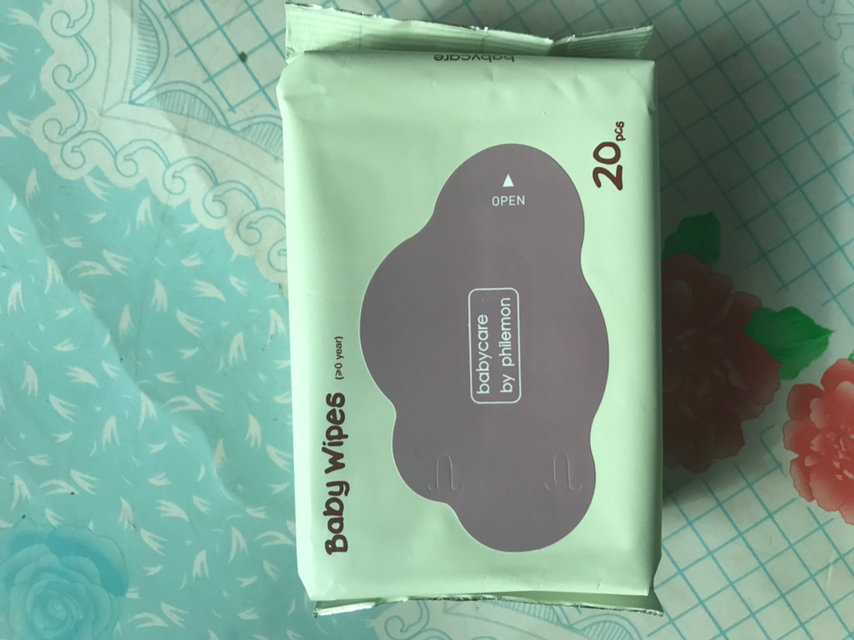 babycare
Baby Wipes (≥0 year)
OPEN
babycare
by philemon
20pcs